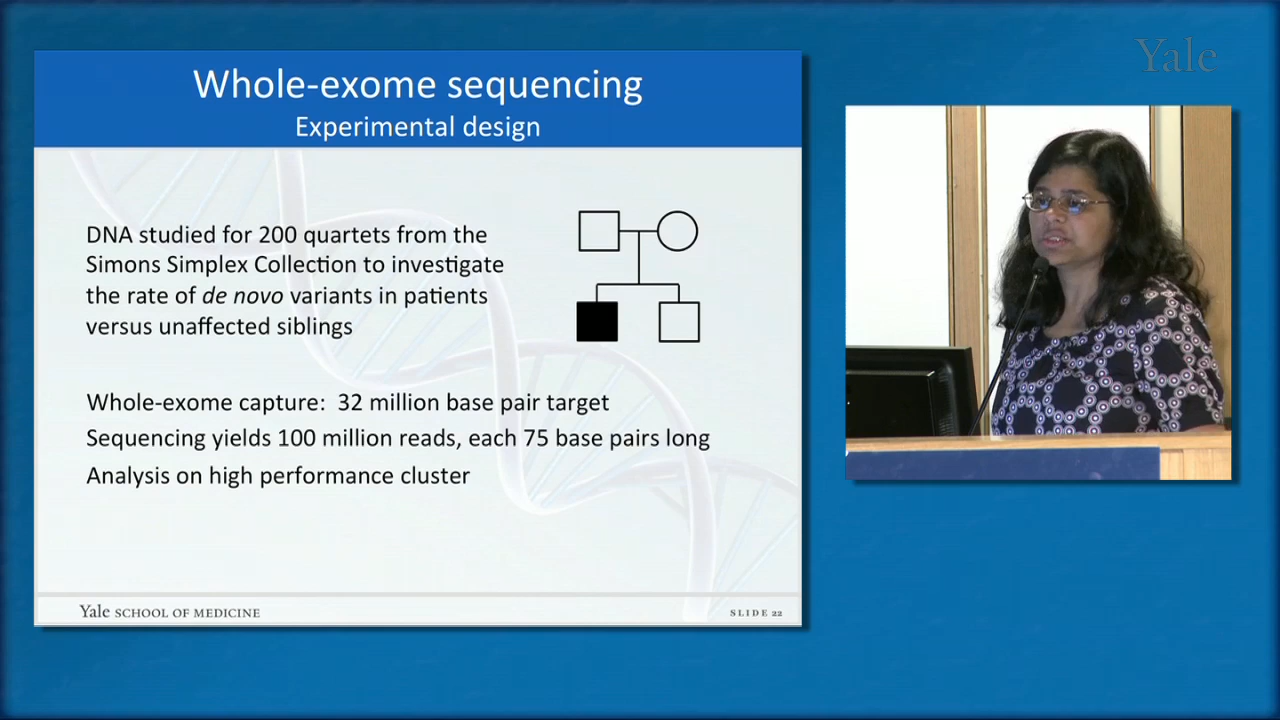 Yale
Whole-exome sequencing
Experimental design
DNA studied for 200 quartets from the
Simons Simplex Collection to investigate
the rate of de novo variants in patients
versus unaffected siblings
Whole-exome capture:  32 million base pair target
Sequencing yields 100 million reads, each 75 base pairs long
Analysis on high performance cluster
Yale SCHOOL OF MEDICINE
SLIDE 22